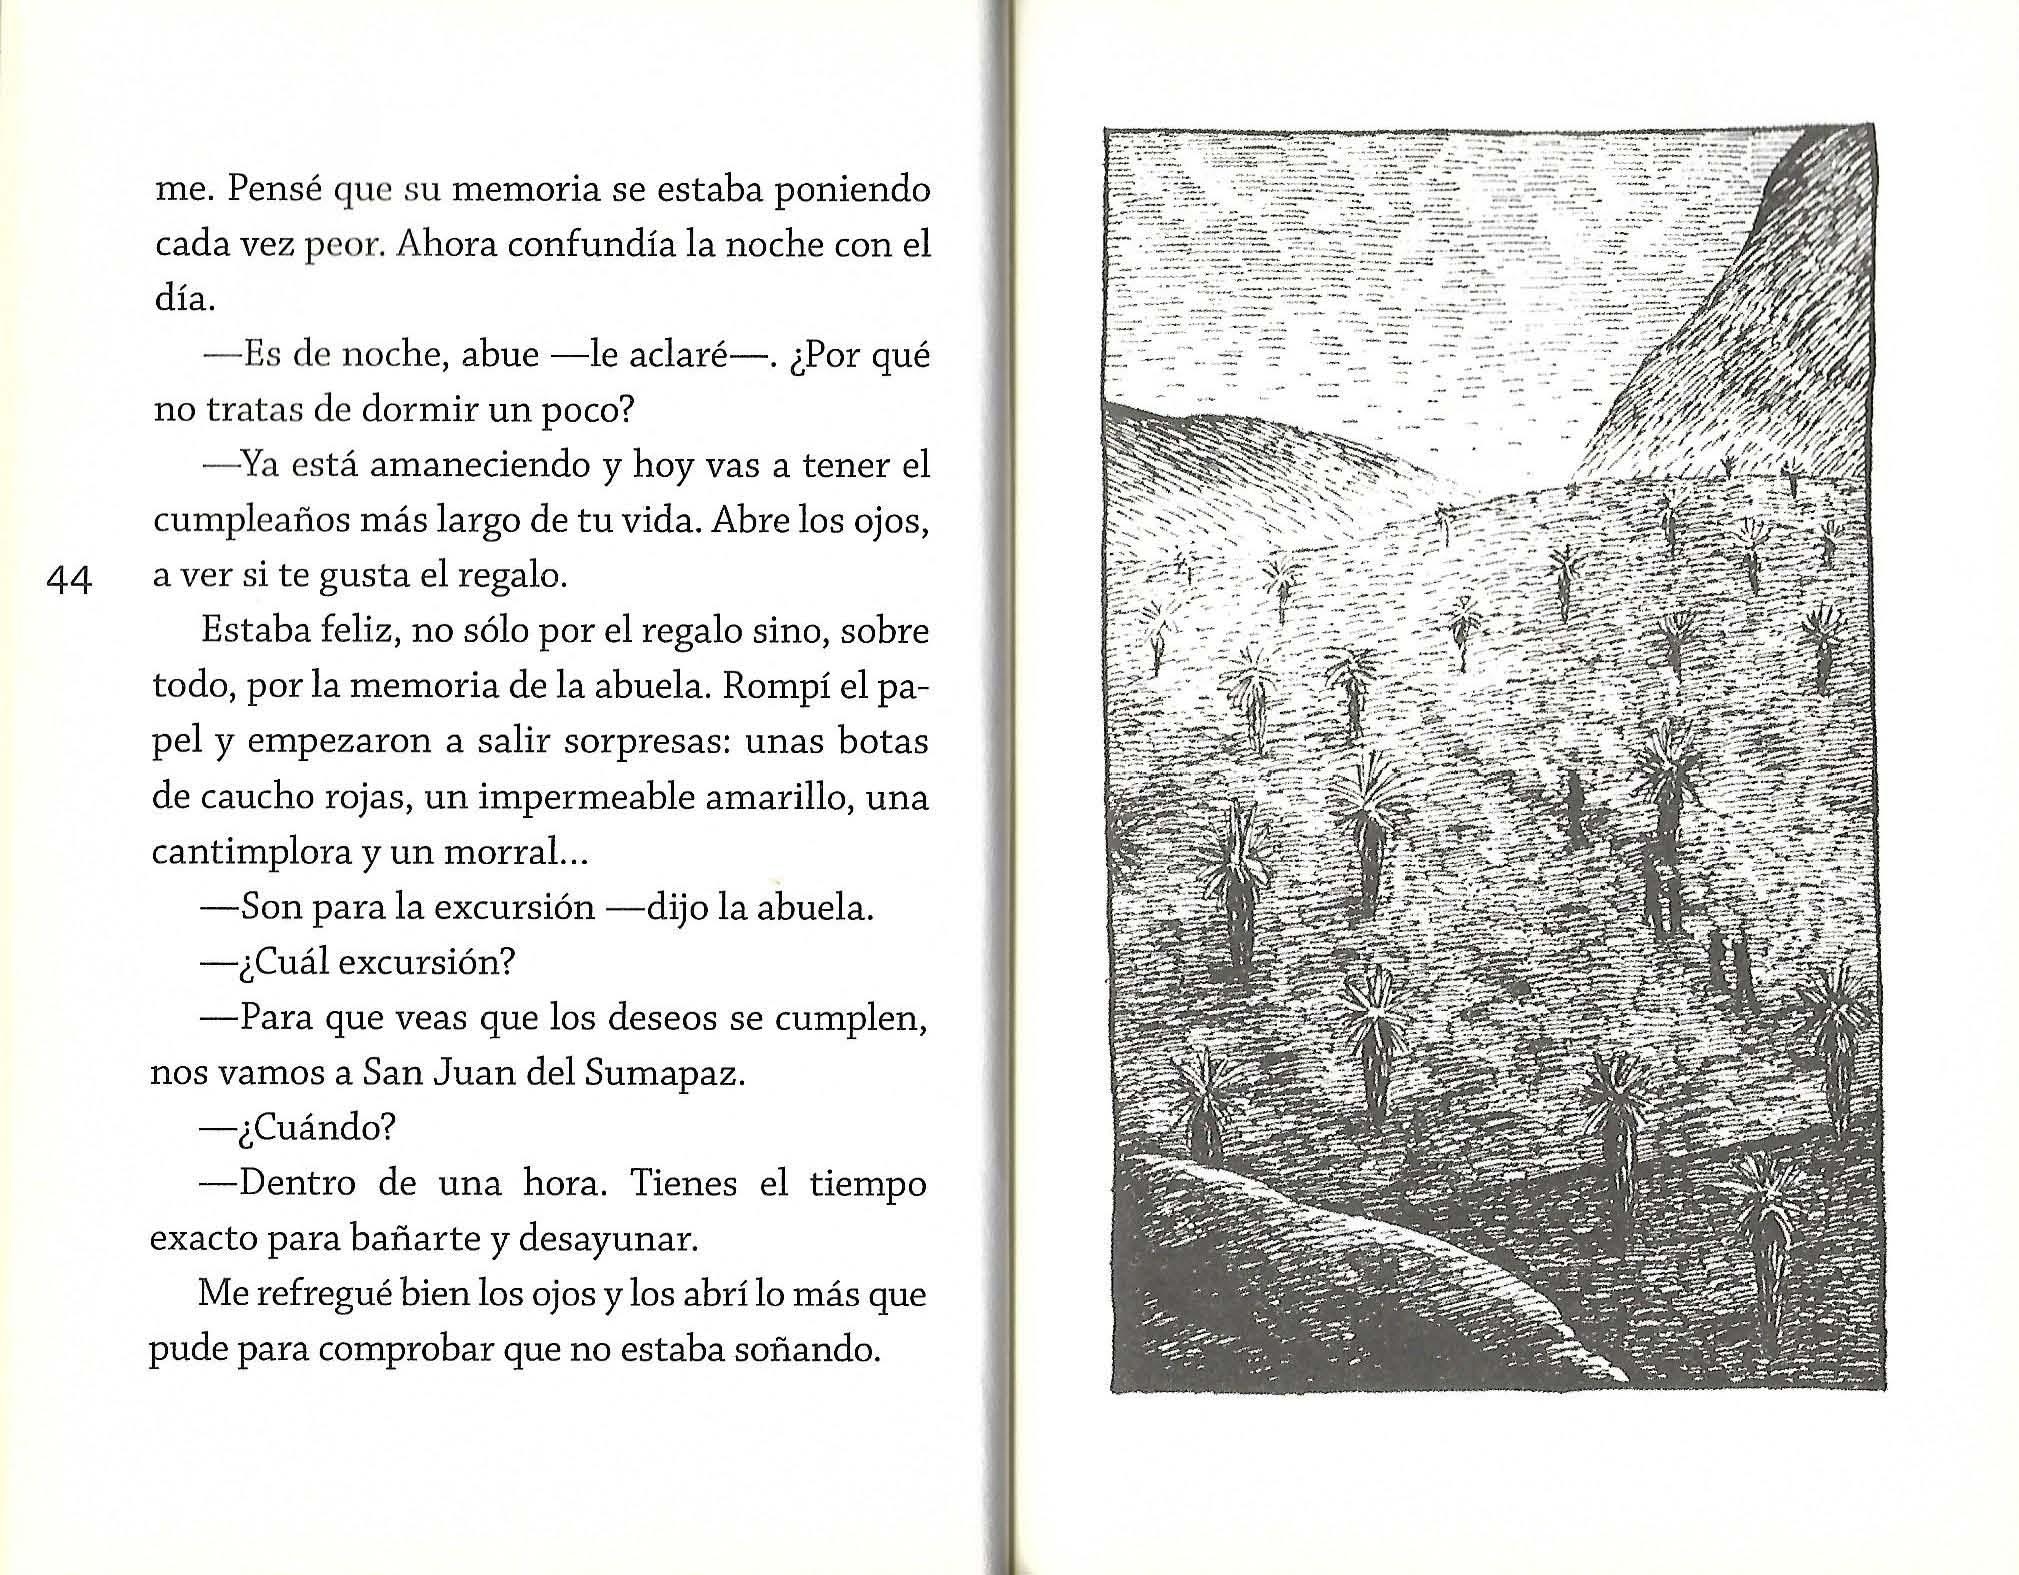 me. Pensé que su memoria se estaba poniendo
cada vez peor. Ahora confundía la noche con el
día.
—Es de noche, abue —le aclaré—. ¿Por qué
no tratas de dormir un poco?
—Ya está amaneciendo y hoy vas a tener el
cumpleaños más largo de tu vida. Abre los ojos,
44 a ver si te gusta el regalo.
Estaba feliz, no sólo por el regalo sino, sobre
todo, por la memoria de la abuela. Rompí el pa-
pel y empezaron a salir sorpresas: unas botas
de caucho rojas, un impermeable amarillo, una
cantimplora y un morral...
—Son para la excursión —dijo la abuela.
—¿Cuál excursión?
—Para que veas que los deseos se cumplen,
nos vamos a San Juan del Sumapaz.
—¿Cuándo?
—Dentro de una hora. Tienes el tiempo
exacto para bañarte y desayunar.
Me refregué bien los ojos y los abrí lo más que
pude para comprobar que no estaba soñando.